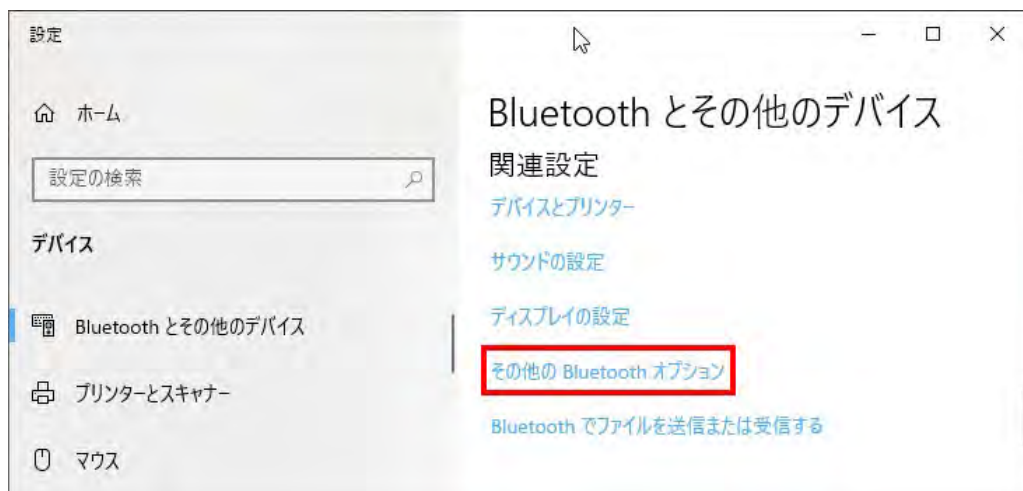 設定
ホーム
設定の検索
デバイス
Bluetooth とその他のデバイス
プリンターとスキャナー
マウス
Bluetooth とその他のデバイス
関連設定
デバイスとプリンター
サウンドの設定
ディスプレイの設定
その他の Bluetooth オプション
Bluetooth でファイルを送信または受信する